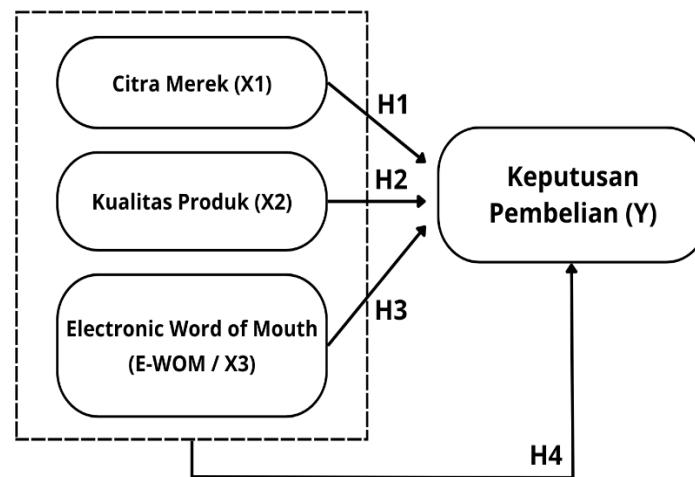 Citra Merek (X1)
H1
Kualitas Produk (X2)
H2
Keputusan
Pembelian (Y)
Electronic Word of Mouth
(E-WOM / X3)
H3
H4